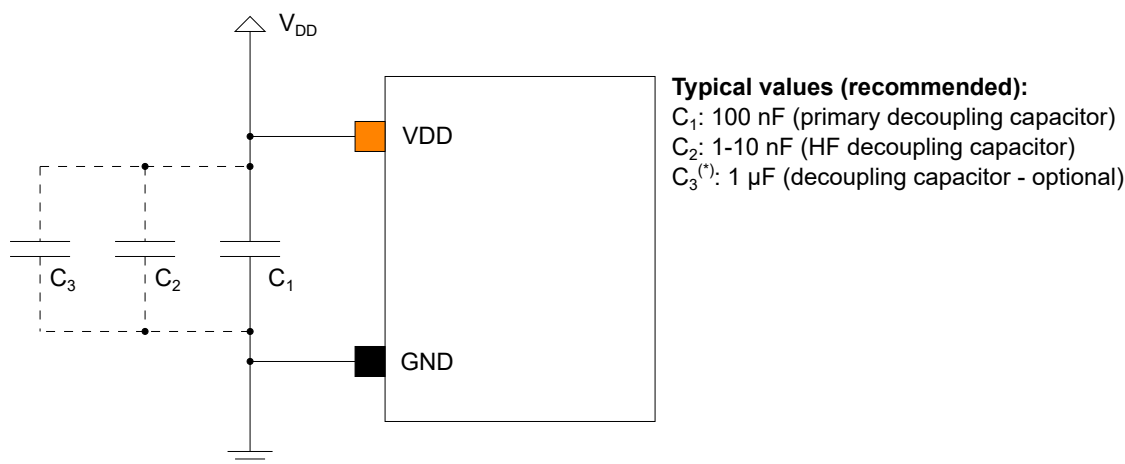 V_DD
VDD
Typical values (recommended):
C₁: 100 nF (primary decoupling capacitor)
C₂: 1-10 nF (HF decoupling capacitor)
C₃⁽*⁾: 1 µF (decoupling capacitor - optional)
C₃
C₂
C₁
GND